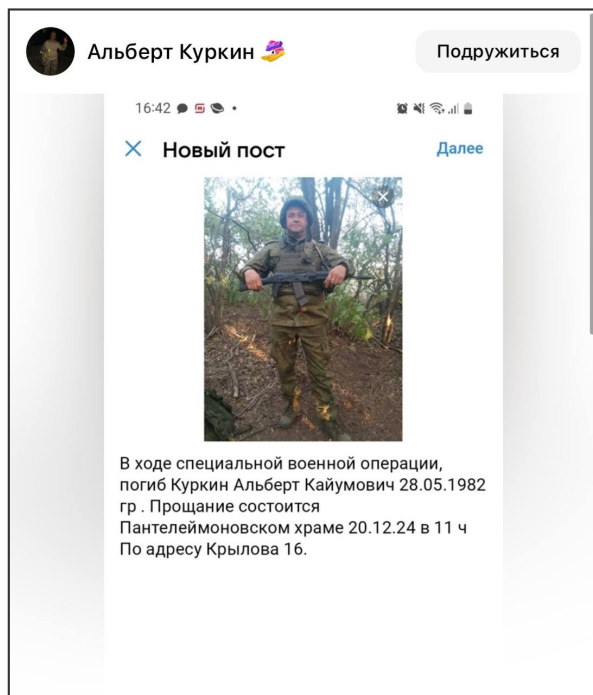 Альберт Куркин
Подружиться
16:42
Новый пост
Далее
В ходе специальной военной операции,
погиб Куркин Альберт Кайумович 28.05.1982
гр . Прощание состоится
Пантелеймоновском храме 20.12.24 в 11 ч
По адресу Крылова 16.